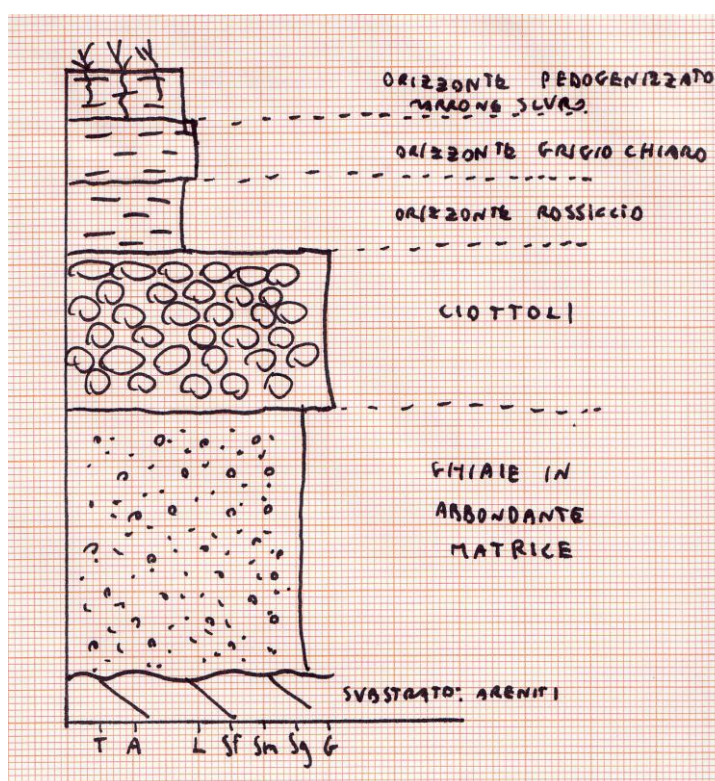 ORIZZONTE PEDOGENIZZATO
MARRONE SCURO.
ORIZZONTE GRIGIO CHIARO
ORIZZONTE ROSSICCIO
CIOTTOLI
GHIAIE IN
ABBONDANTE
MATRICE
SUBSTRATO: ARENITI
T A L Sf Sm Sg G